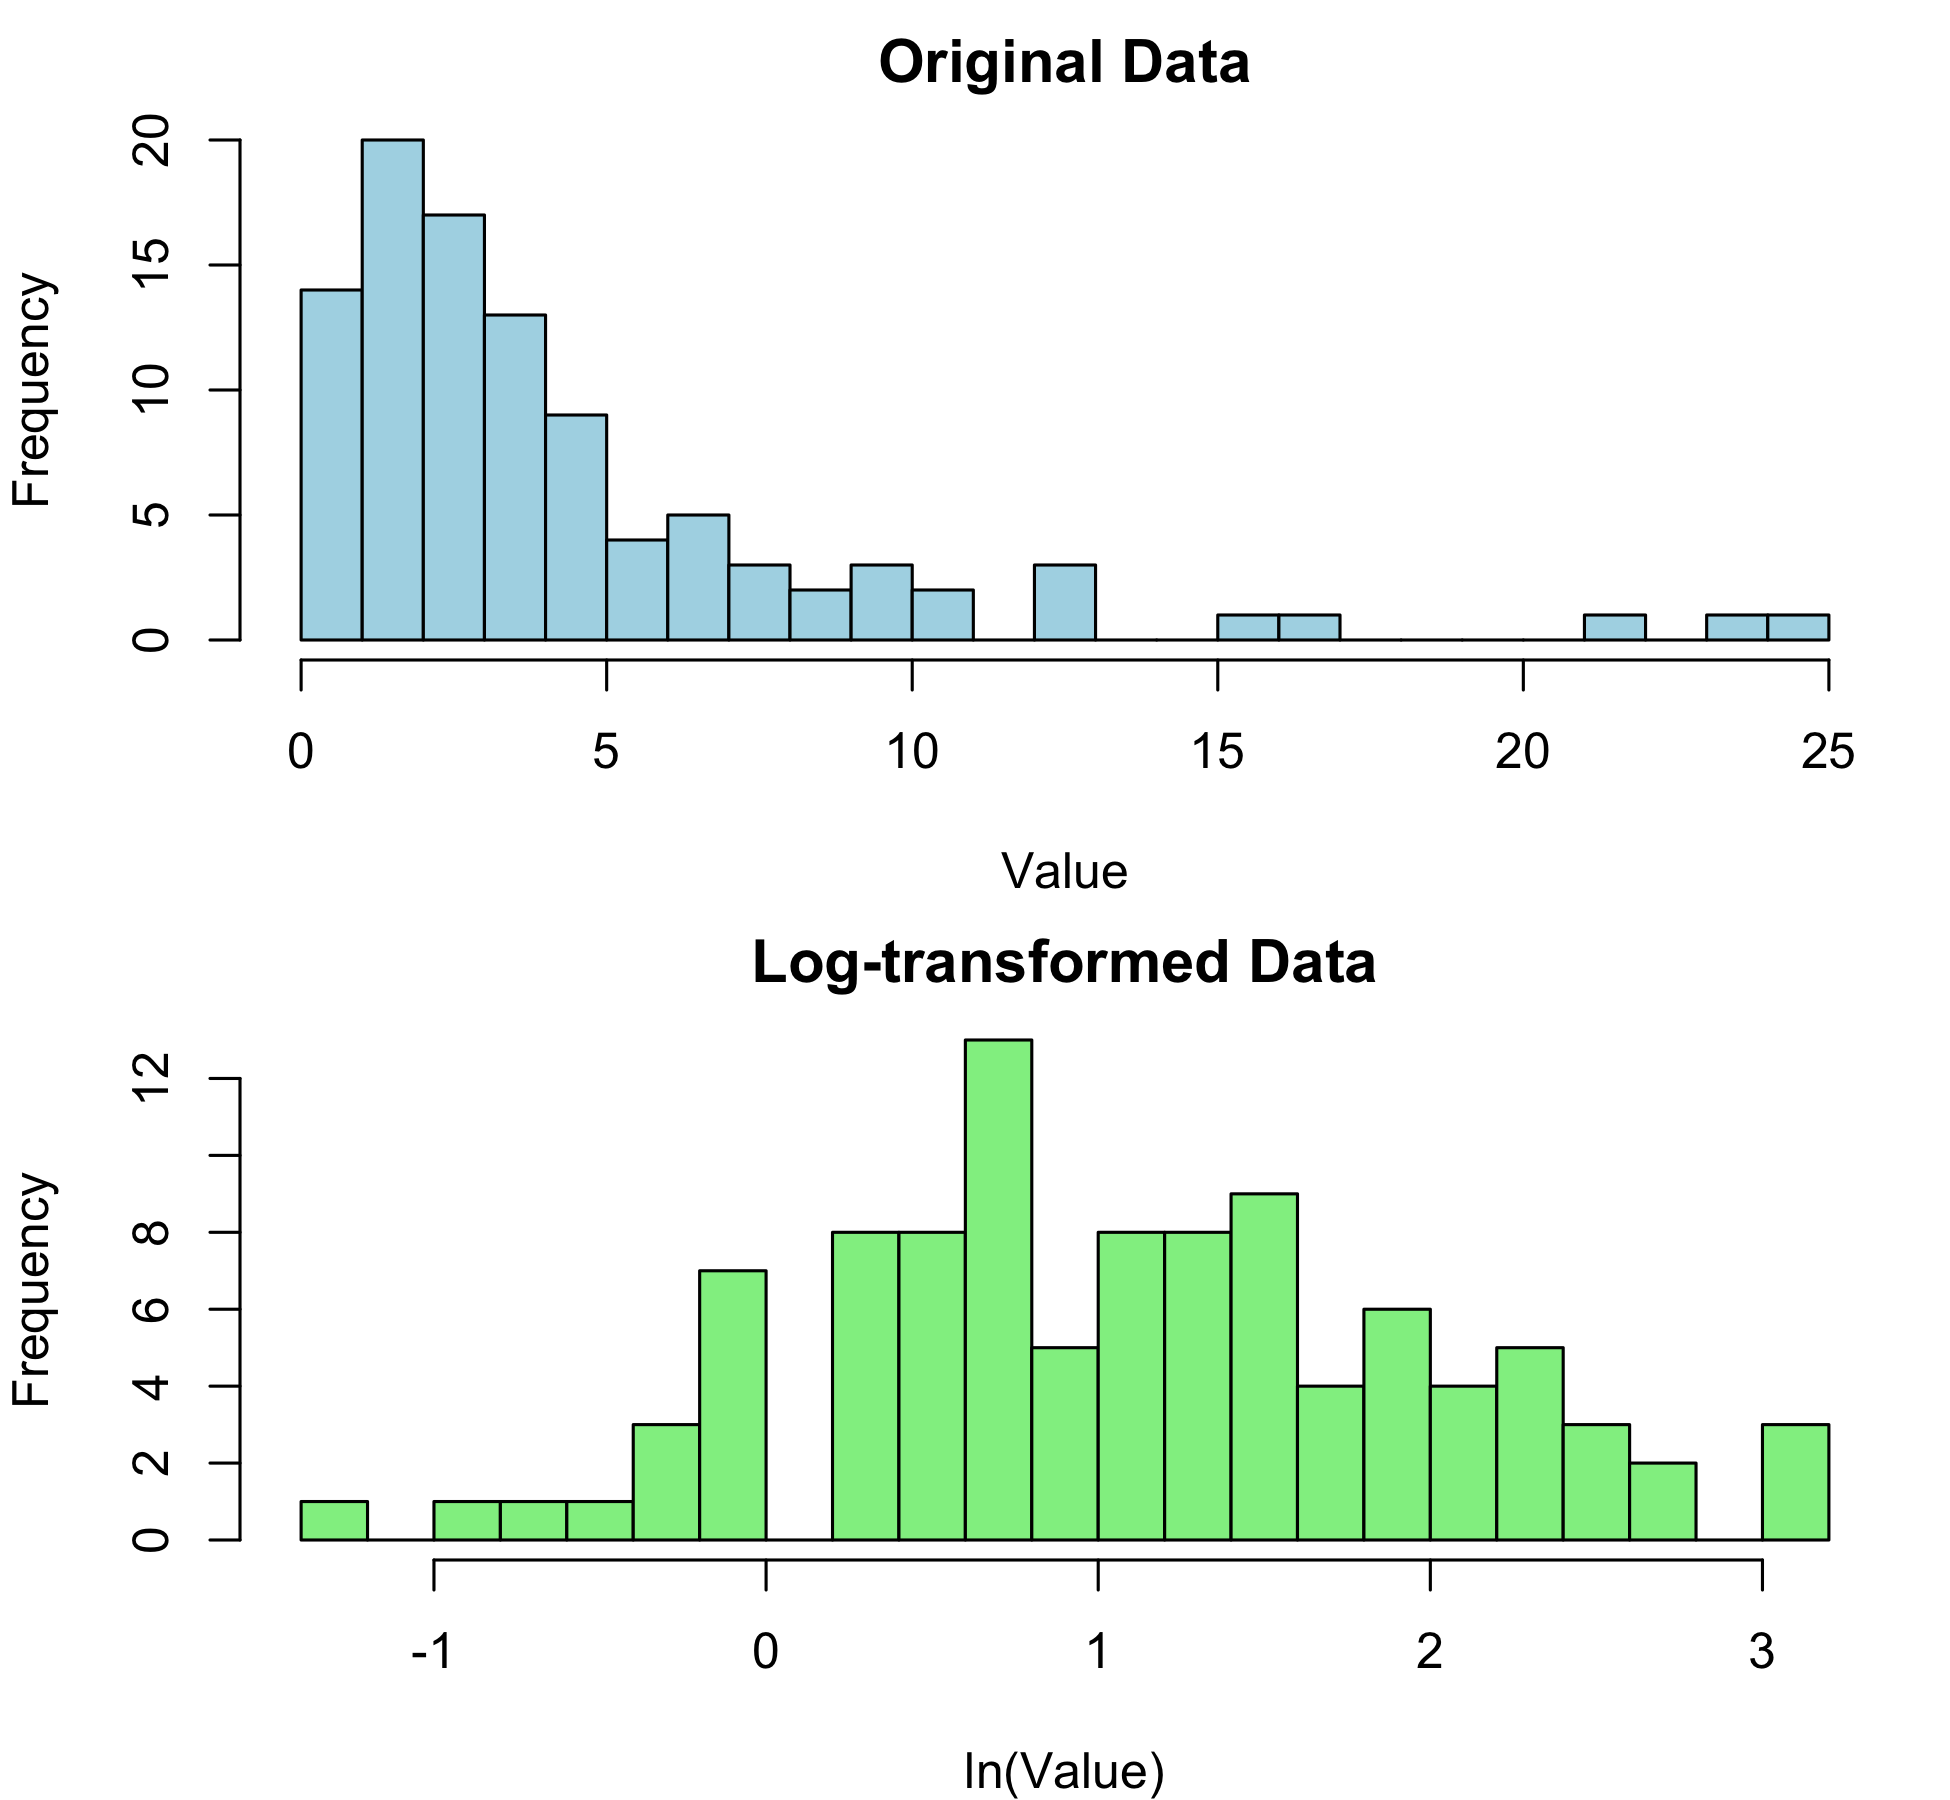 Original Data
Frequency
20
15
10
5
0
0 5 10 15 20 25
Value
Log-transformed Data
Frequency
12
8
6
4
2
0
-1 0 1 2 3
ln(Value)